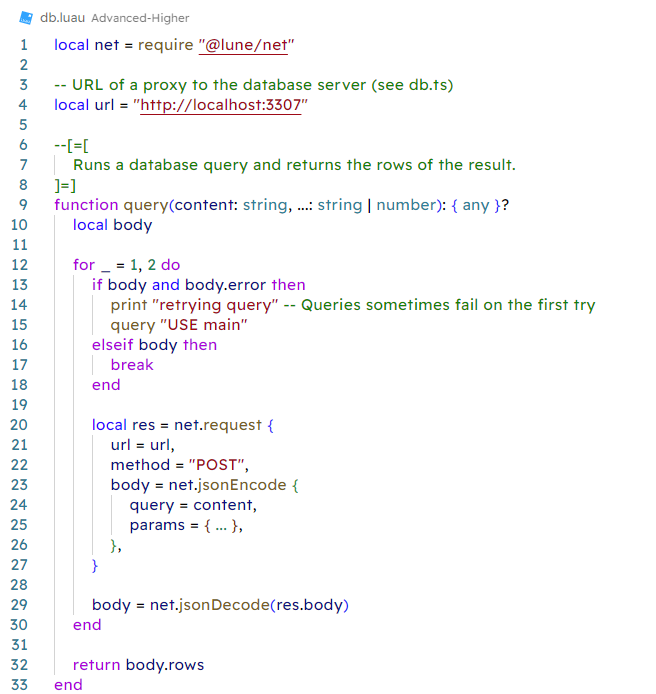 db.luau Advanced-Higher
1 local net = require "@lune/net"
2
3 -- URL of a proxy to the database server (see db.ts)
4 local url = "http://localhost:3307"
5
6 --[=[
7 Runs a database query and returns the rows of the result.
8 ]=]
9 function query(content: string, ...: string | number): { any }?
10 local body
11
12 for _ = 1, 2 do
13 if body and body.error then
14 print "retrying query" -- Queries sometimes fail on the first try
15 query "USE main"
16 elseif body then
17 break
18 end
19
20 local res = net.request {
21 url = url,
22 method = "POST",
23 body = net.jsonEncode {
24 query = content,
25 params = { ... },
26 },
27 }
28
29 body = net.jsonDecode(res.body)
30 end
31
32 return body.rows
33 end